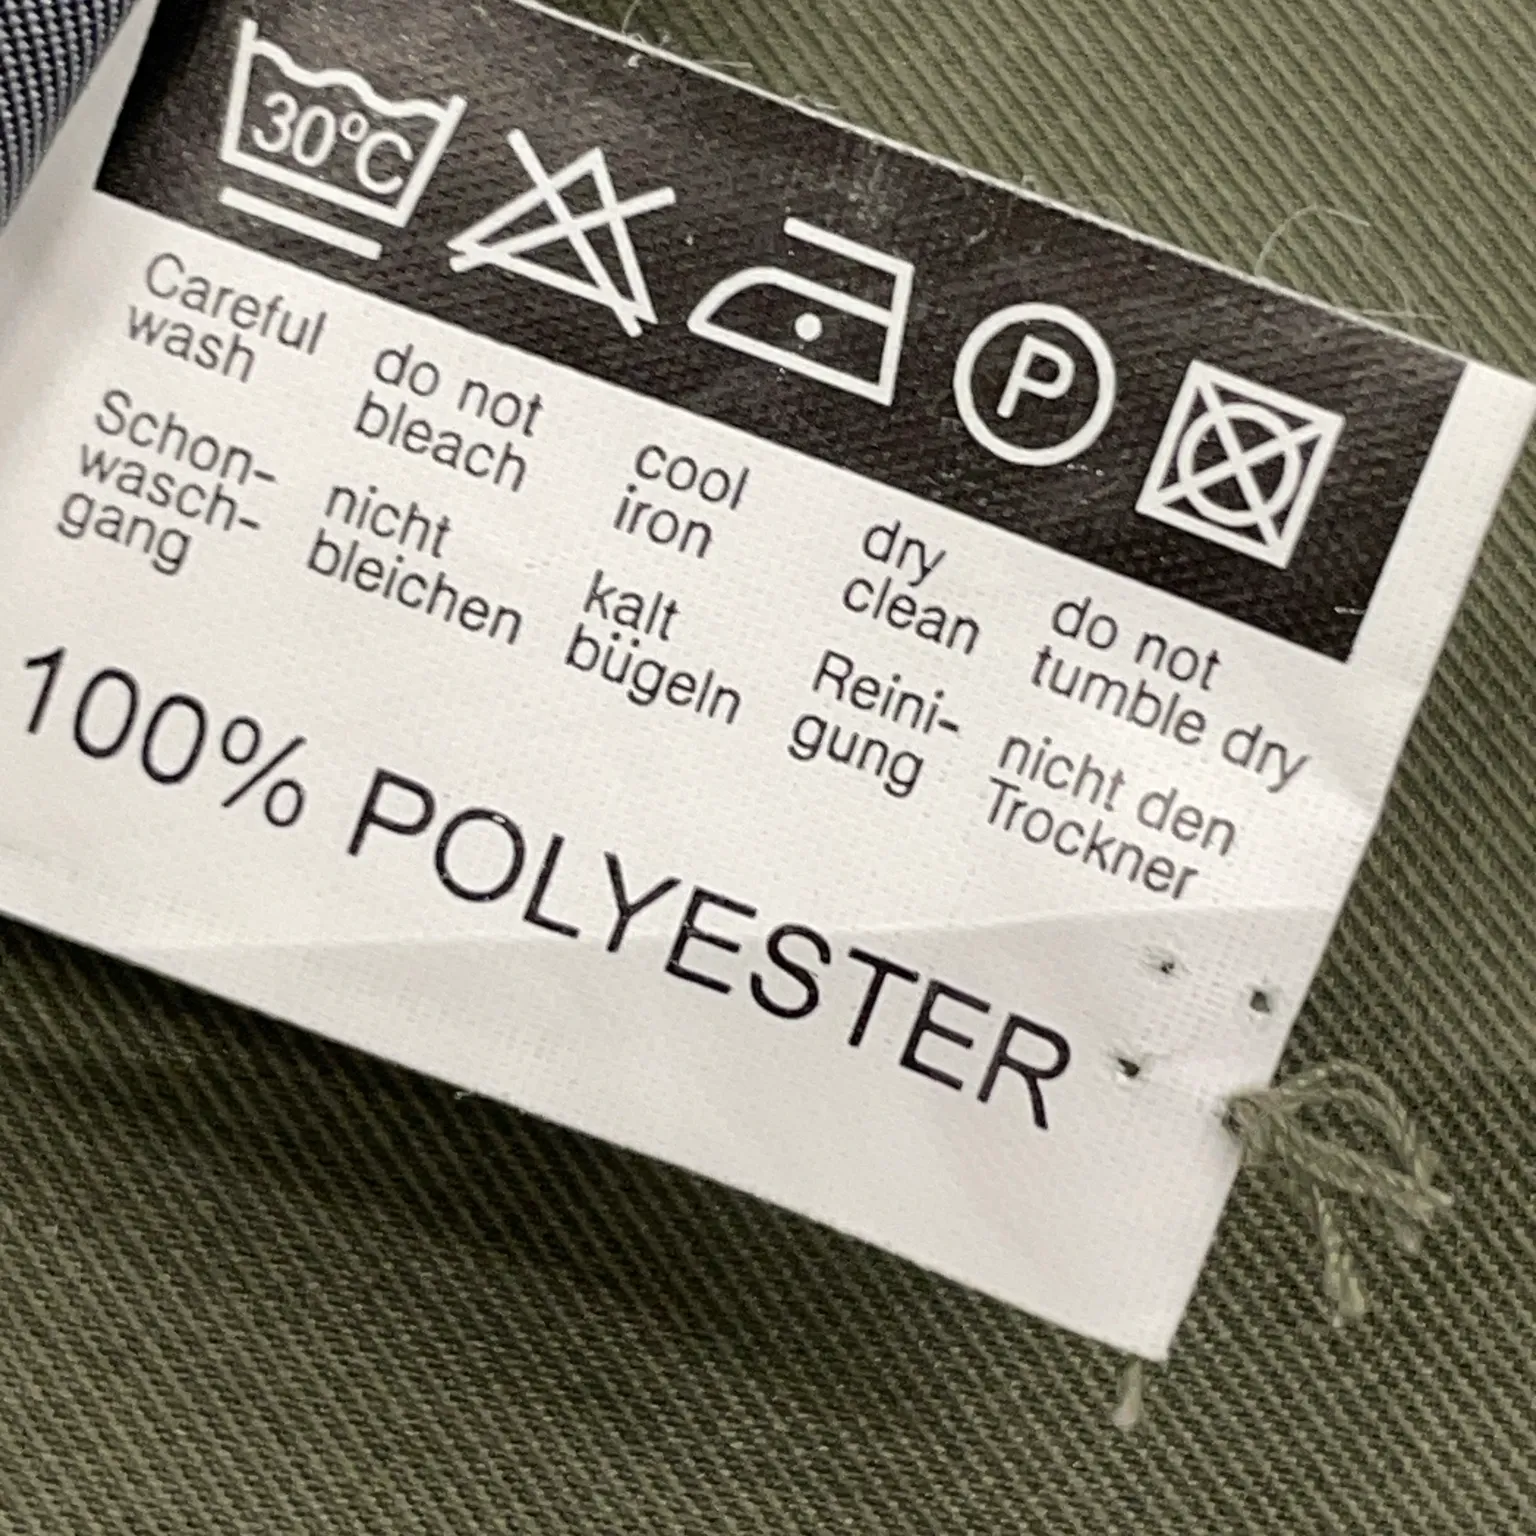 30°C
P
Careful
wash
do not
bleach
cool
iron
dry
clean
do not
tumble dry
Schon-
wasch-
gang
nicht
bleichen
kalt
bügeln
Reini-
gung
nicht den
Trockner
100% POLYESTER